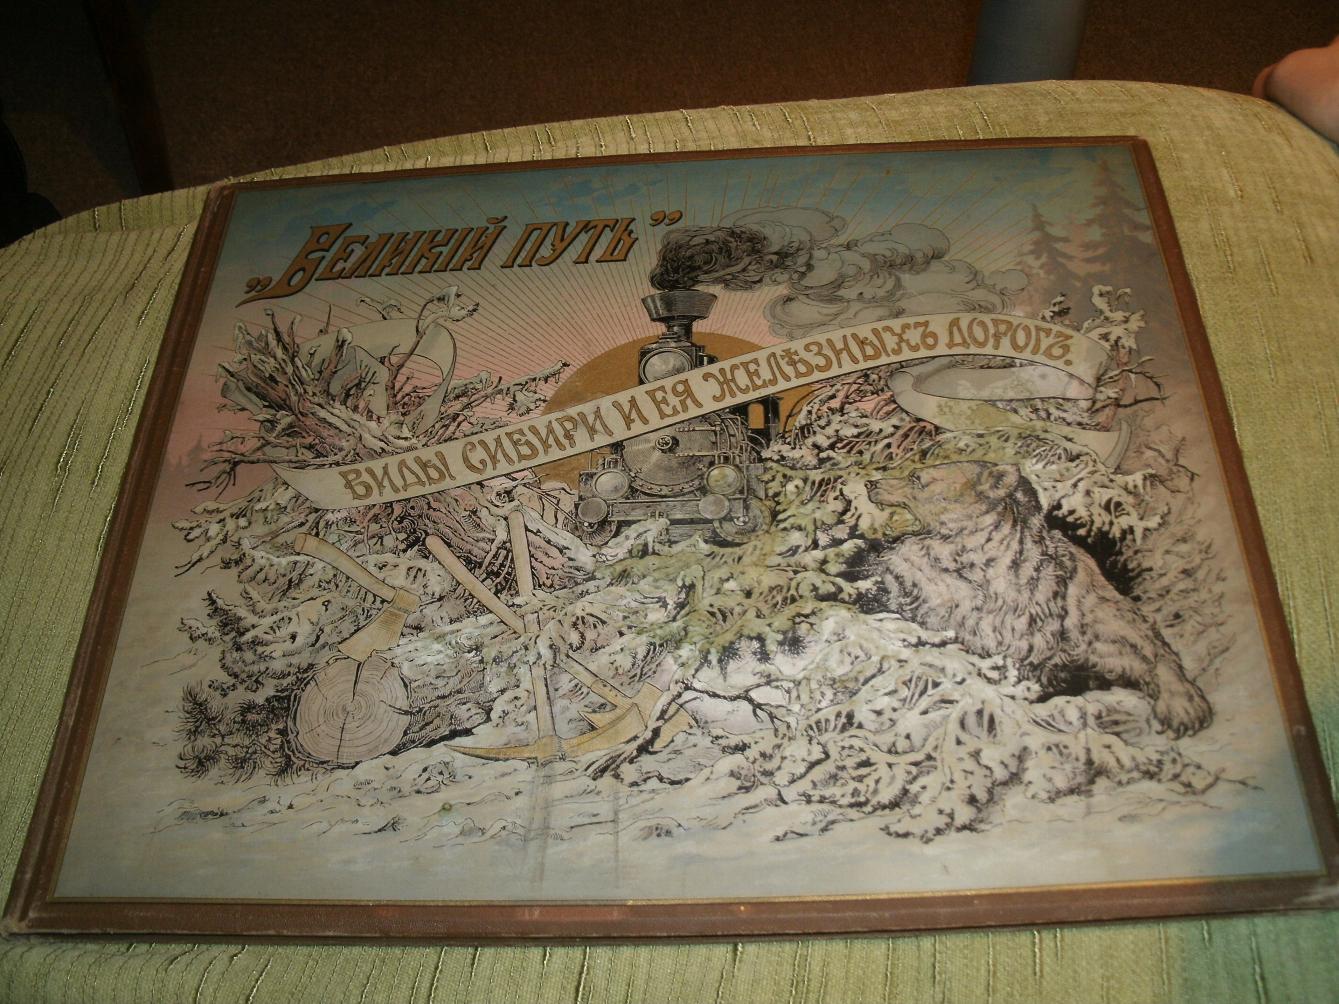 „ВЕЛИКІЙ ПУТЬ”
ВИДЫ СИБИРИ И ЕЯ ЖЕЛѢЗНЫХЪ ДОРОГЪ.